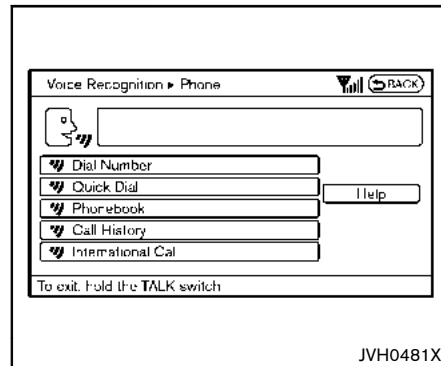 Voice Recognition ▸ Phone
BACK
Dial Number
Quick Dial
Help
Phonebook
Call History
International Cal
To exit, hold the TALK switch
JVH0481X